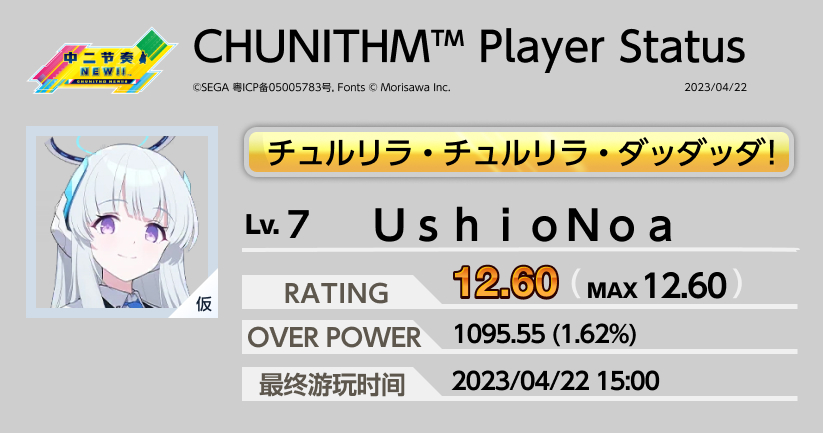 中二节奏
NEW!!
CHUNITHM™ Player Status
©SEGA 粤ICP备05005783号, Fonts © Morisawa Inc.
2023/04/22
チュルリラ・チュルリラ・ダッダッダ!
Lv. 7 UshioNoa
RATING 12.60 (MAX 12.60)
OVER POWER 1095.55 (1.62%)
最终游玩时间 2023/04/22 15:00
仮